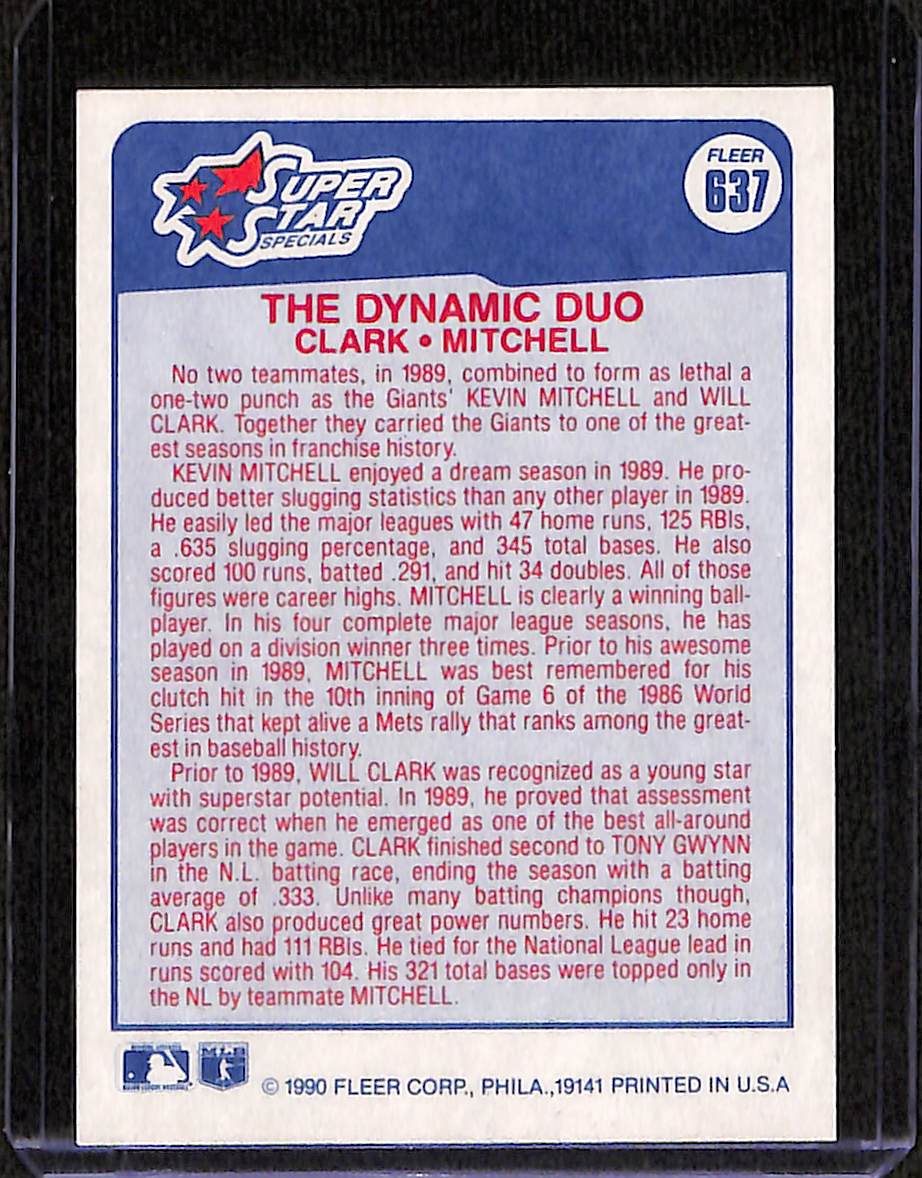 SUPER
STAR
SPECIALS
FLEER
637
THE DYNAMIC DUO
CLARK • MITCHELL
No two teammates, in 1989, combined to form as lethal a
one-two punch as the Giants' KEVIN MITCHELL and WILL
CLARK. Together they carried the Giants to one of the great-
est seasons in franchise history.
KEVIN MITCHELL enjoyed a dream season in 1989. He pro-
duced better slugging statistics than any other player in 1989.
He easily led the major leagues with 47 home runs, 125 RBIs,
a .635 slugging percentage, and 345 total bases. He also
scored 100 runs, batted .291, and hit 34 doubles. All of those
figures were career highs. MITCHELL is clearly a winning ball-
player. In his four complete major league seasons, he has
played on a division winner three times. Prior to his awesome
season in 1989, MITCHELL was best remembered for his
clutch hit in the 10th inning of Game 6 of the 1986 World
Series that kept alive a Mets rally that ranks among the great-
est in baseball history.
Prior to 1989, WILL CLARK was recognized as a young star
with superstar potential. In 1989, he proved that assessment
was correct when he emerged as one of the best all-around
players in the game. CLARK finished second to TONY GWYNN
in the N.L. batting race, ending the season with a batting
average of .333. Unlike many batting champions though,
CLARK also produced great power numbers. He hit 23 home
runs and had 111 RBIs. He tied for the National League lead in
runs scored with 104. His 321 total bases were topped only in
the NL by teammate MITCHELL.
MLB
© 1990 FLEER CORP., PHILA.,19141 PRINTED IN U.S.A